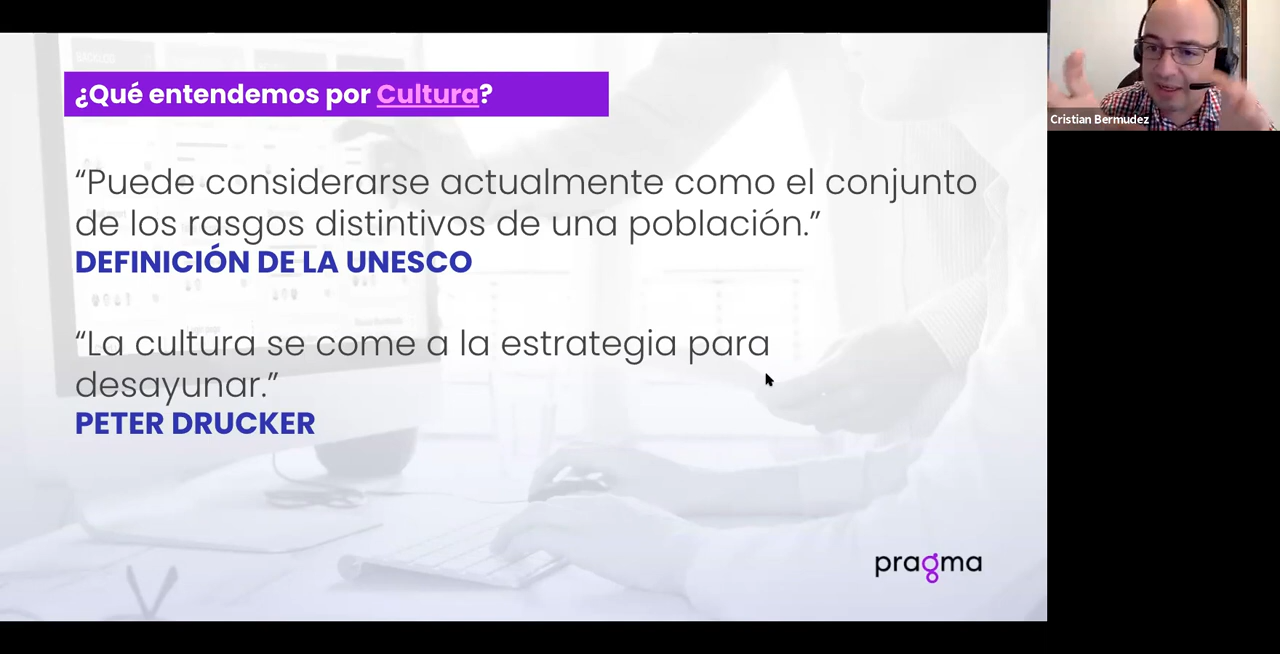 ¿Qué entendemos por Cultura?
“Puede considerarse actualmente como el conjunto
de los rasgos distintivos de una población.”
DEFINICIÓN DE LA UNESCO
“La cultura se come a la estrategia para
desayunar.”
PETER DRUCKER
pragma
Cristian Bermudez